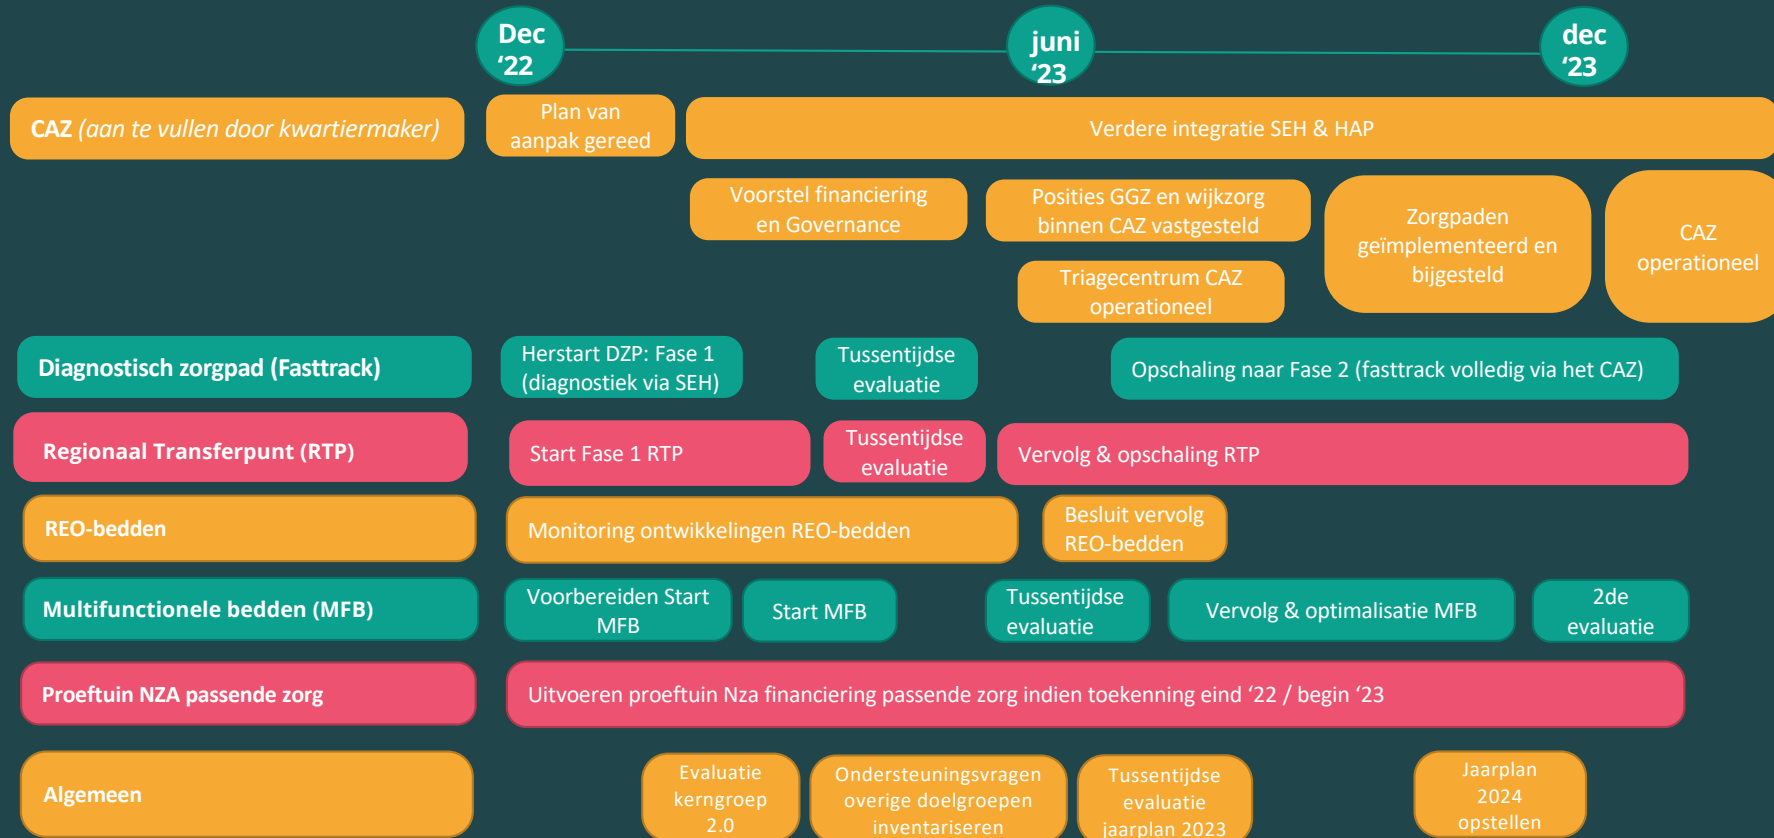 Dec
‘22
juni
‘23
dec
‘23
CAZ (aan te vullen door kwartiermaker)
Plan van
aanpak gereed
Verdere integratie SEH & HAP
Voorstel financiering
en Governance
Posities GGZ en wijkzorg
binnen CAZ vastgesteld
Triagecentrum CAZ
operationeel
Zorgpaden
geïmplementeerd en
bijgesteld
CAZ
operationeel
Diagnostisch zorgpad (Fasttrack)
Herstart DZP: Fase 1
(diagnostiek via SEH)
Tussentijdse
evaluatie
Opschaling naar Fase 2 (fasttrack volledig via het CAZ)
Regionaal Transferpunt (RTP)
Start Fase 1 RTP
Tussentijdse
evaluatie
Vervolg & opschaling RTP
REO-bedden
Monitoring ontwikkelingen REO-bedden
Besluit vervolg
REO-bedden
Multifunctionele bedden (MFB)
Voorbereiden Start
MFB
Start MFB
Tussentijdse
evaluatie
Vervolg & optimalisatie MFB
2de
evaluatie
Proeftuin NZA passende zorg
Uitvoeren proeftuin Nza financiering passende zorg indien toekenning eind ‘22 / begin ‘23
Algemeen
Evaluatie
kerngroep
2.0
Ondersteuningsvragen
overige doelgroepen
inventariseren
Tussentijdse
evaluatie
jaarplan 2023
Jaarplan
2024
opstellen